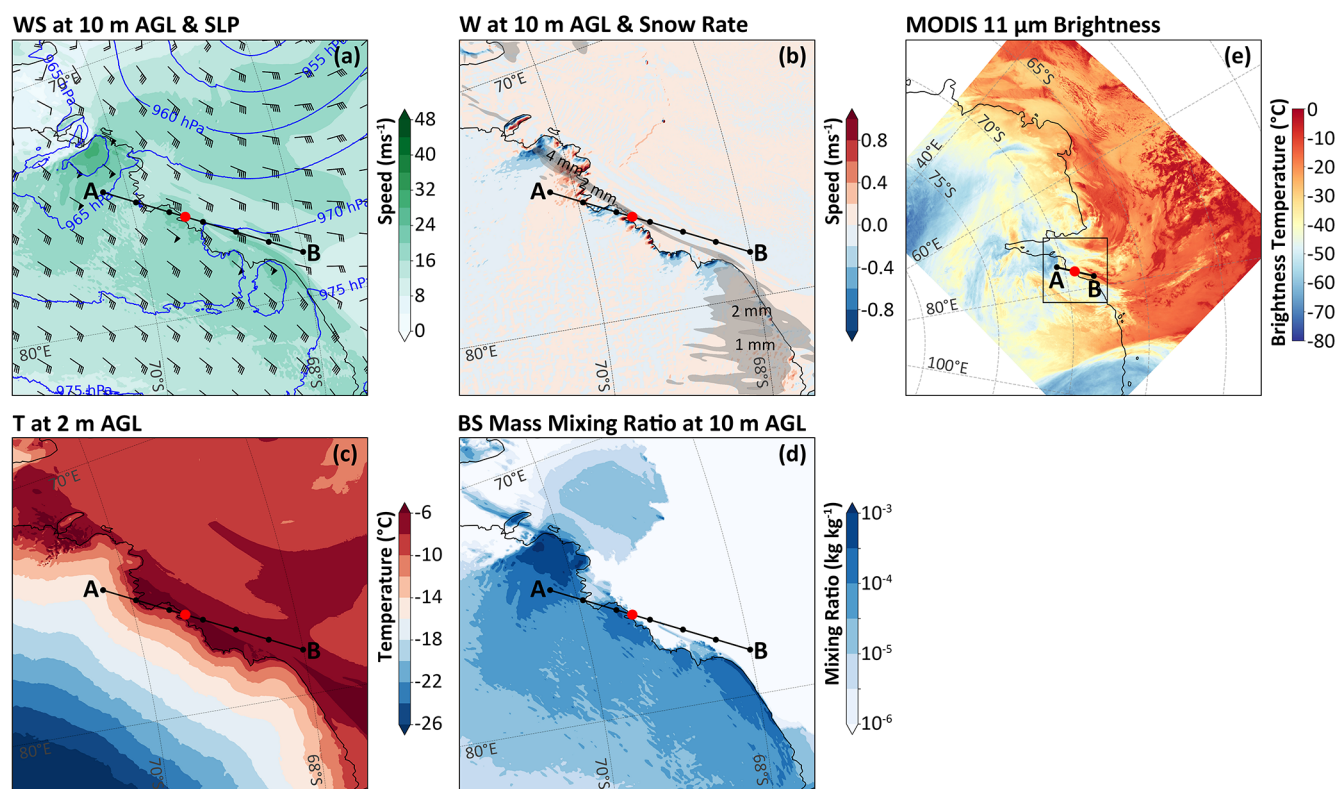 WS at 10 m AGL & SLP
(a)
965 hPa
70°E
955 hPa
960 hPa
A
965 hPa
970 hPa
B
975 hPa
80°E
70°S
68°S
975 hPa
Speed (ms⁻¹)
48
40
32
24
16
8
0
W at 10 m AGL & Snow Rate
(b)
70°E
4 mm
2 mm
A
B
2 mm
1 mm
80°E
70°S
68°S
Speed (ms⁻¹)
0.8
0.4
0.0
-0.4
-0.8
MODIS 11 μm Brightness
(e)
65°S
70°S
40°E
75°S
60°E
A
B
80°E
100°E
Brightness Temperature (°C)
0
-10
-20
-30
-40
-50
-60
-70
-80
T at 2 m AGL
(c)
70°E
A
B
80°E
70°S
68°S
Temperature (°C)
-6
-10
-14
-18
-22
-26
BS Mass Mixing Ratio at 10 m AGL
(d)
70°E
A
B
80°E
70°S
68°S
Mixing Ratio (kg kg⁻¹)
10⁻³
10⁻⁴
10⁻⁵
10⁻⁶